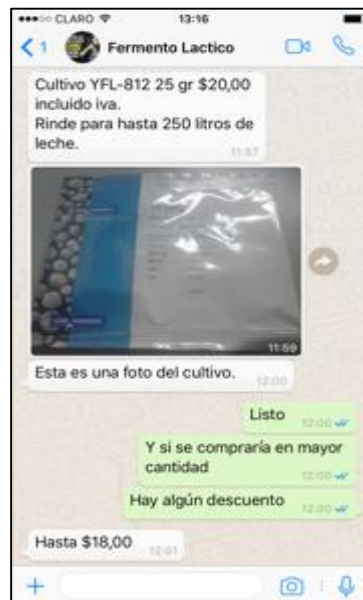 CLARO 13:16
1 Fermento Lactico
Cultivo YFL-812 25 gr $20,00
incluido iva.
Rinde para hasta 250 litros de
leche.
11:57
11:59
Esta es una foto del cultivo.
12:00
Listo
12:00
Y si se compraría en mayor
cantidad
12:00
Hay algún descuento
12:00
Hasta $18,00
12:01